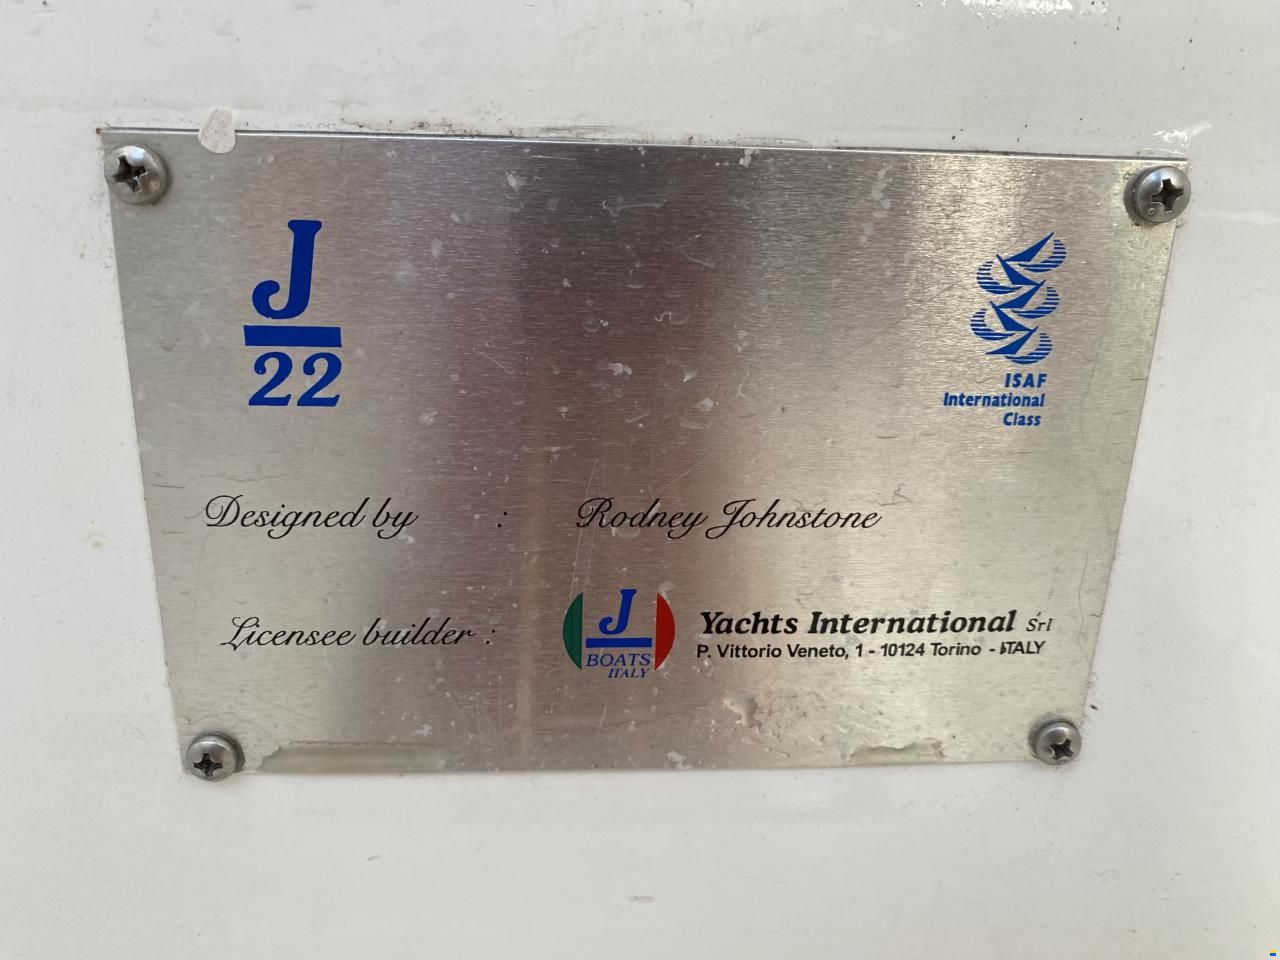 J
22
ISAF
International
Class
Designed by : Rodney Johnstone
Licensee builder :
J
BOATS
ITALY
Yachts International Srl
P. Vittorio Veneto, 1 - 10124 Torino - ITALY